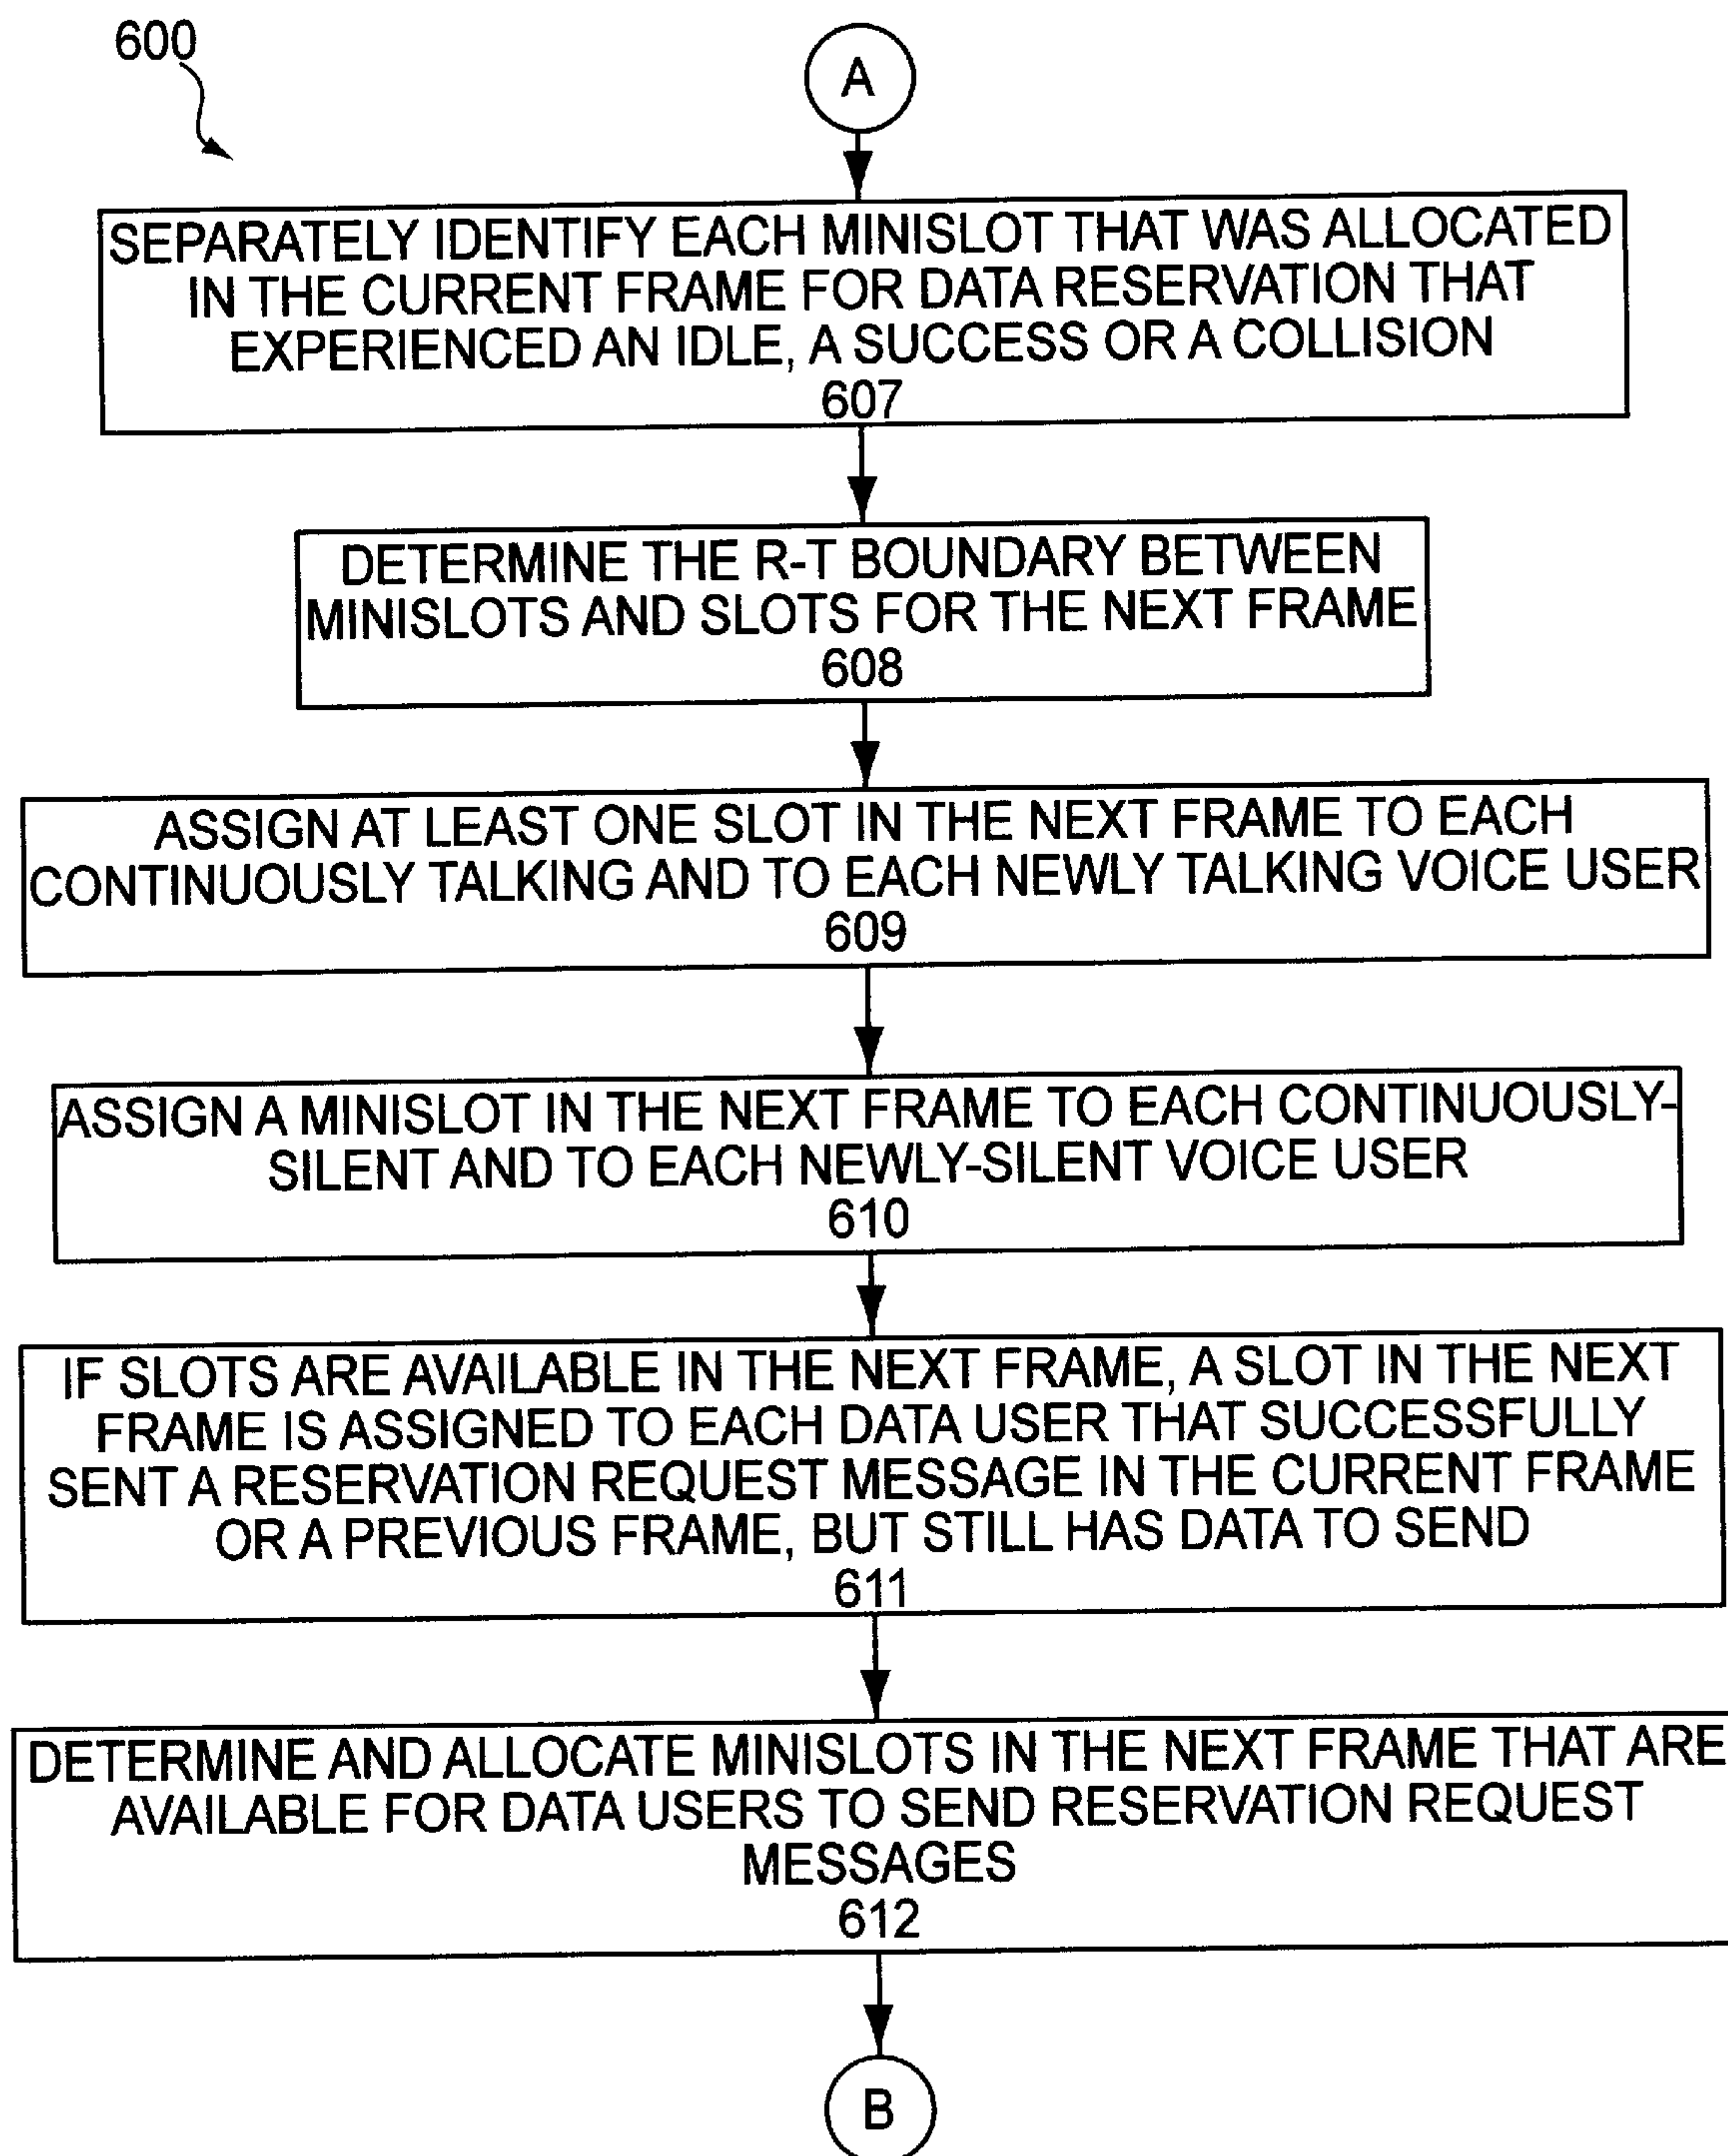 600
A
SEPARATELY IDENTIFY EACH MINISLOT THAT WAS ALLOCATED
IN THE CURRENT FRAME FOR DATA RESERVATION THAT
EXPERIENCED AN IDLE, A SUCCESS OR A COLLISION
607
DETERMINE THE R-T BOUNDARY BETWEEN
MINISLOTS AND SLOTS FOR THE NEXT FRAME
608
ASSIGN AT LEAST ONE SLOT IN THE NEXT FRAME TO EACH
CONTINUOUSLY TALKING AND TO EACH NEWLY TALKING VOICE USER
609
ASSIGN A MINISLOT IN THE NEXT FRAME TO EACH CONTINUOUSLY-
SILENT AND TO EACH NEWLY-SILENT VOICE USER
610
IF SLOTS ARE AVAILABLE IN THE NEXT FRAME, A SLOT IN THE NEXT
FRAME IS ASSIGNED TO EACH DATA USER THAT SUCCESSFULLY
SENT A RESERVATION REQUEST MESSAGE IN THE CURRENT FRAME
OR A PREVIOUS FRAME, BUT STILL HAS DATA TO SEND
611
DETERMINE AND ALLOCATE MINISLOTS IN THE NEXT FRAME THAT ARE
AVAILABLE FOR DATA USERS TO SEND RESERVATION REQUEST
MESSAGES
612
B